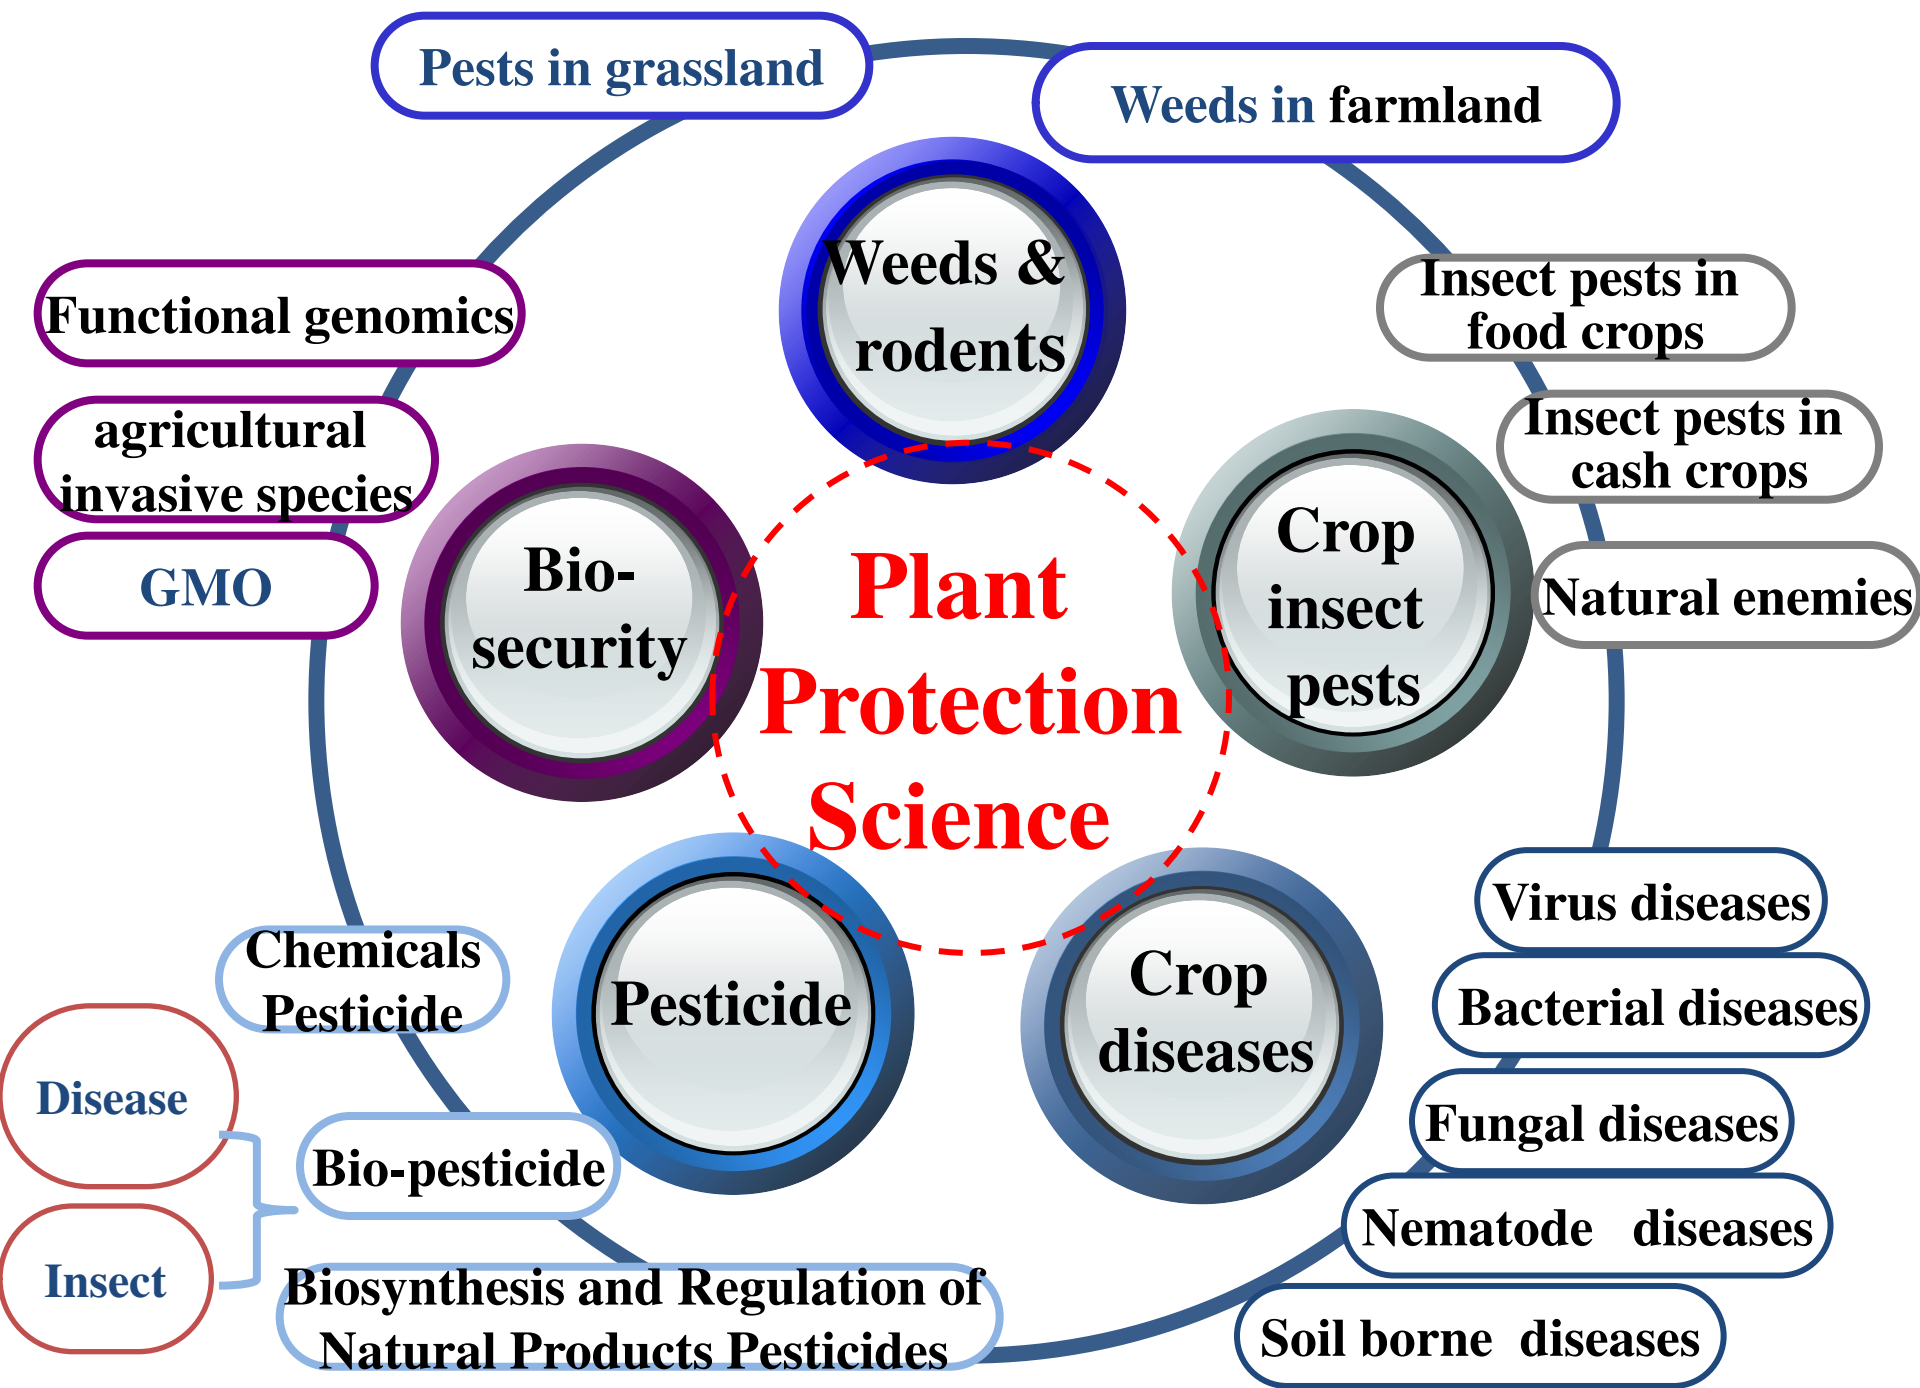 Pests in grassland
Weeds in farmland
Weeds &
rodents
Functional genomics
agricultural
invasive species
GMO
Bio-
security
Insect pests in
food crops
Insect pests in
cash crops
Natural enemies
Crop
insect
pests
Plant
Protection
Science
Chemicals
Pesticide
Pesticide
Crop
diseases
Virus diseases
Bacterial diseases
Fungal diseases
Nematode diseases
Soil borne diseases
Disease
Insect
Bio-pesticide
Biosynthesis and Regulation of
Natural Products Pesticides